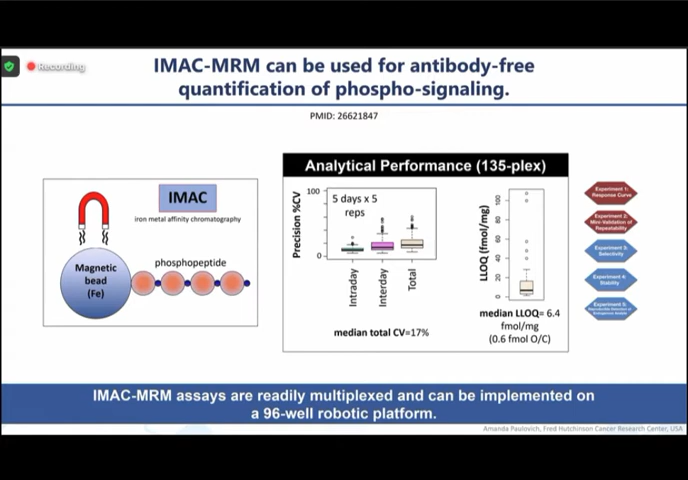 Recording
IMAC-MRM can be used for antibody-free
quantification of phospho-signaling.
PMID: 26621847
IMAC
iron metal affinity chromatography
phosphopeptide
Magnetic
bead
(Fe)
Analytical Performance (135-plex)
Precision %CV
100
0
5 days x 5
reps
Intraday
Interday
Total
median total CV=17%
LLOQ (fmol/mg)
100
80
60
40
20
0
median LLOQ= 6.4
fmol/mg
(0.6 fmol O/C)
Experiment 1:
Response Curve
Experiment 2:
Mini-Validation of
Repeatability
Experiment 3:
Selectivity
Experiment 4:
Stability
Experiment 5:
IMAC-MRM assays are readily multiplexed and can be implemented on
a 96-well robotic platform.
Amanda Paulovich, Fred Hutchinson Cancer Research Center, USA